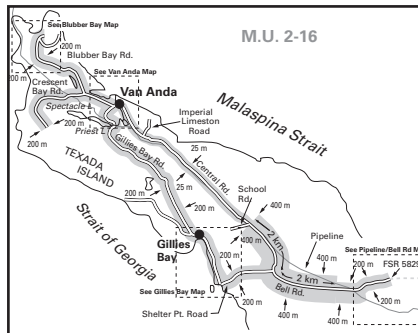 See Blubber Bay Map
M.U. 2-16
200 m
Blubber Bay Rd.
200 m
See Van Anda Map
Crescent
Bay Rd.
Van Anda
Spectacle L.
Malaspina Strait
Imperial
Limeston
Road
200 m
Priest L.
200 m
Gillies Bay Rd.
25 m
TEXADA
ISLAND
Central Rd.
25 m
School
Rd.
200 m
400 m
200 m
400 m
Strait of Georgia
Gillies
Bay
2 km
Pipeline
400 m
See Pipeline/Bell Rd M
2 km
200 m
FSR 5829
See Gillies Bay Map
200 m
Bell Rd.
400 m
200 m
Shelter Pt. Road
400 m